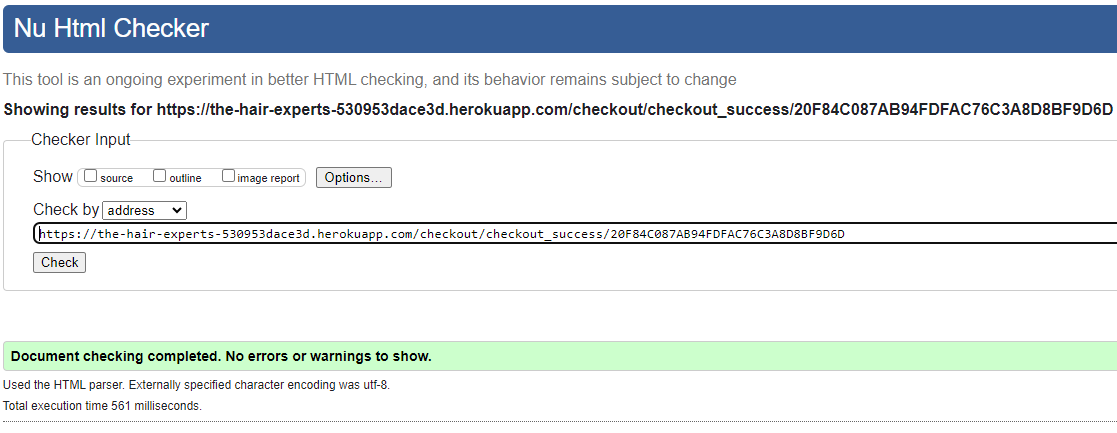 Nu Html Checker
This tool is an ongoing experiment in better HTML checking, and its behavior remains subject to change
Showing results for https://the-hair-experts-530953dace3d.herokuapp.com/checkout/checkout_success/20F84C087AB94FDFAC76C3A8D8BF9D6D
Checker Input
Show source outline image report Options...
Check by address
https://the-hair-experts-530953dace3d.herokuapp.com/checkout/checkout_success/20F84C087AB94FDFAC76C3A8D8BF9D6D
Check
Document checking completed. No errors or warnings to show.
Used the HTML parser. Externally specified character encoding was utf-8.
Total execution time 561 milliseconds.